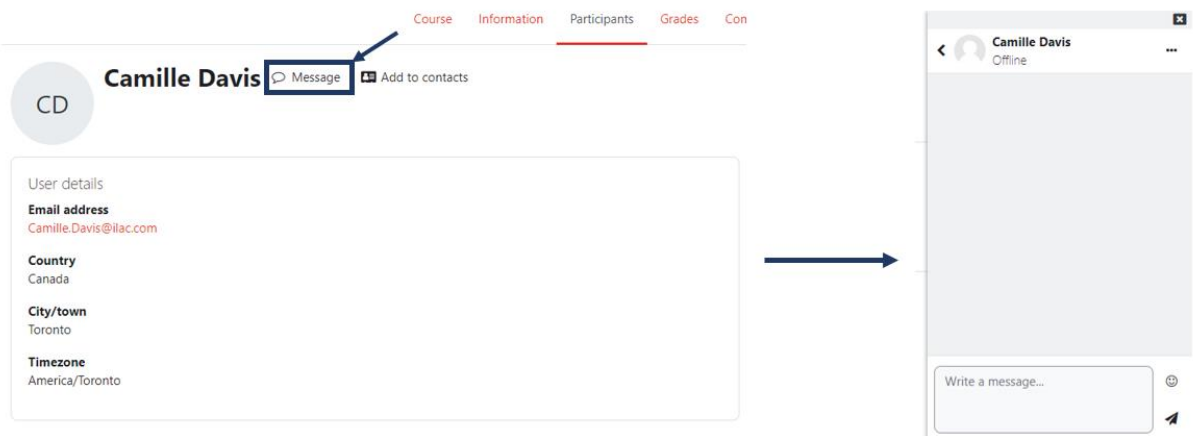 Course Information Participants Grades Con
Camille Davis Message Add to contacts
CD
User details
Email address
Camille.Davis@ilac.com
Country
Canada
City/town
Toronto
Timezone
America/Toronto
Camille Davis
Offline
Write a message...